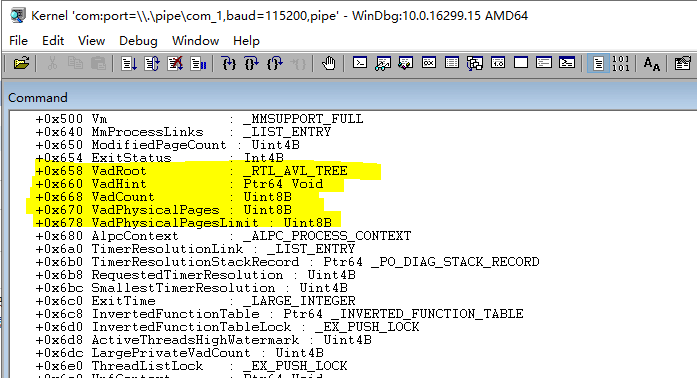 Kernel 'com:port=\\.\pipe\com_1,baud=115200,pipe' - WinDbg:10.0.16299.15 AMD64
File Edit View Debug Window Help
Command
+0x500 Vm : _MMSUPPORT_FULL
+0x640 MmProcessLinks : _LIST_ENTRY
+0x650 ModifiedPageCount : Uint4B
+0x654 ExitStatus : Int4B
+0x658 VadRoot : _RTL_AVL_TREE
+0x660 VadHint : Ptr64 Void
+0x668 VadCount : Uint8B
+0x670 VadPhysicalPages : Uint8B
+0x678 VadPhysicalPagesLimit : Uint8B
+0x680 AlpcContext : _ALPC_PROCESS_CONTEXT
+0x6a0 TimerResolutionLink : _LIST_ENTRY
+0x6b0 TimerResolutionStackRecord : Ptr64 _PO_DIAG_STACK_RECORD
+0x6b8 RequestedTimerResolution : Uint4B
+0x6bc SmallestTimerResolution : Uint4B
+0x6c0 ExitTime : _LARGE_INTEGER
+0x6c8 InvertedFunctionTable : Ptr64 _INVERTED_FUNCTION_TABLE
+0x6d0 InvertedFunctionTableLock : _EX_PUSH_LOCK
+0x6d8 ActiveThreadsHighWatermark : Uint4B
+0x6dc LargePrivateVadCount : Uint4B
+0x6e0 ThreadListLock : _EX_PUSH_LOCK